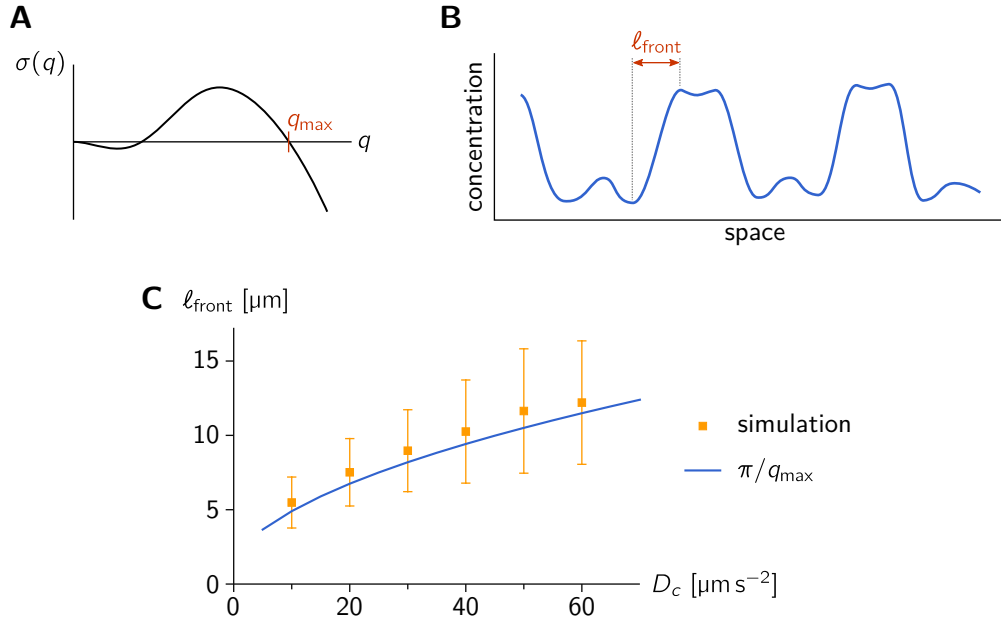 A
σ(q)
q_max
q
B
ℓ_front
concentration
space
C
ℓ_front [µm]
15
10
5
0
0
20
40
60
D_c [µm s⁻²]
simulation
π/q_max